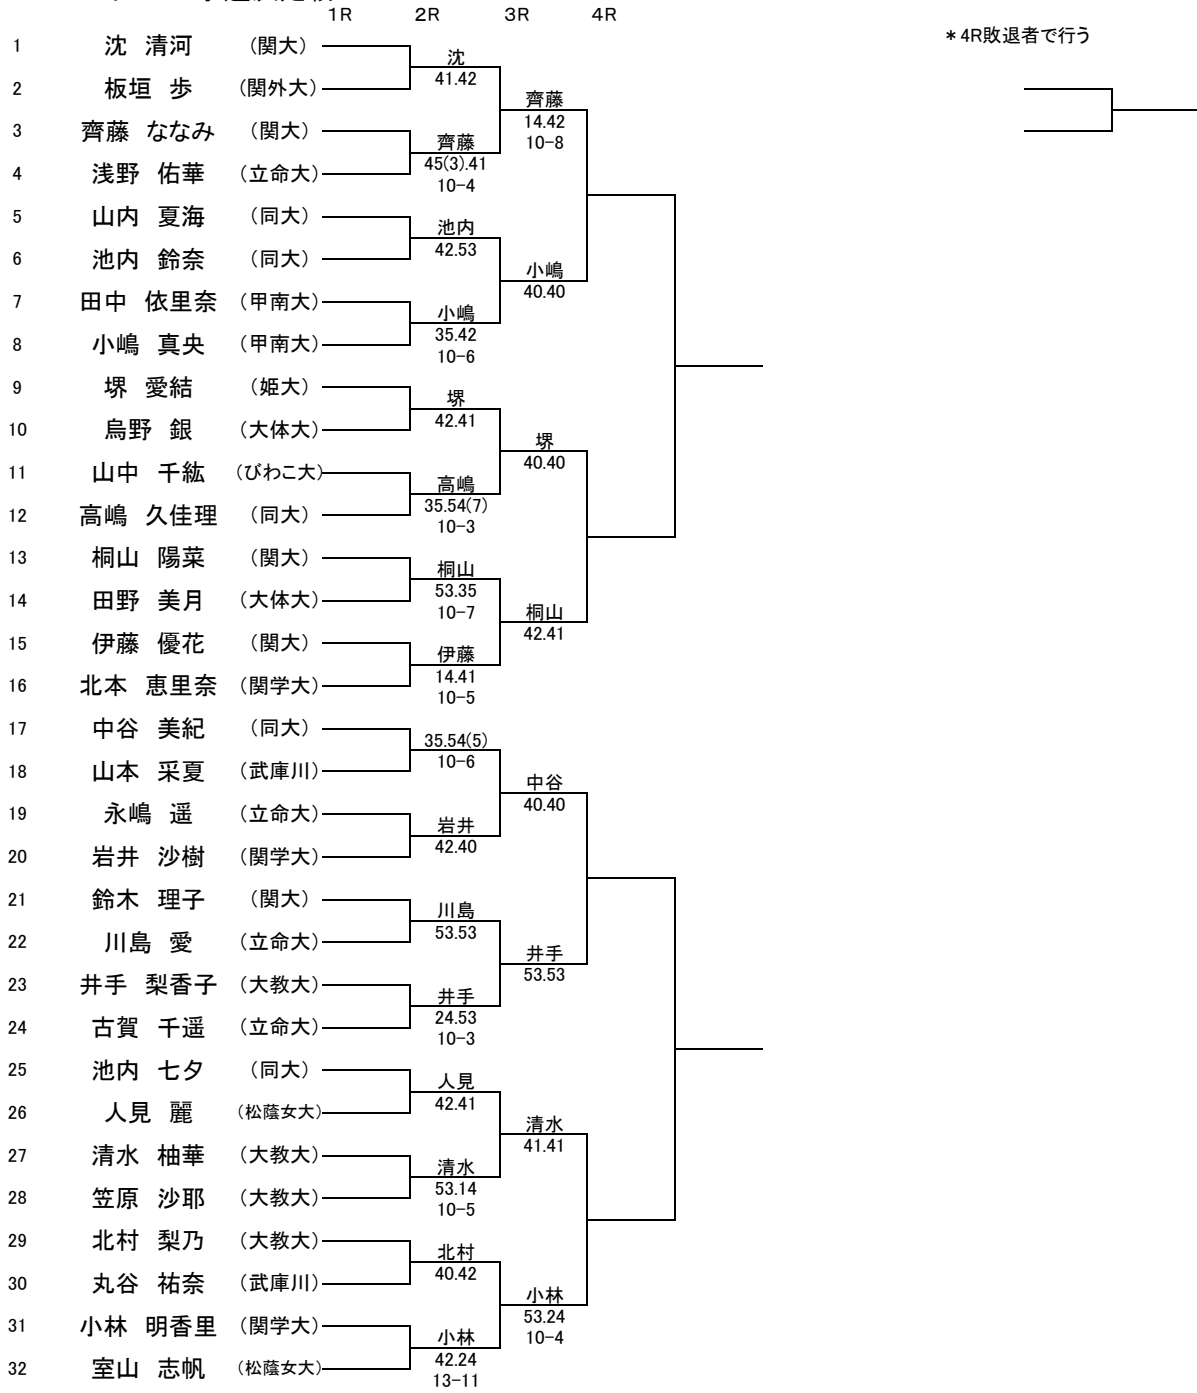 1R 2R 3R 4R
＊4R敗退者で行う
1 沈 清河 （関大）
2 板垣 歩 （関外大）
3 齊藤 ななみ （関大）
4 浅野 佑華 （立命大）
5 山内 夏海 （同大）
6 池内 鈴奈 （同大）
7 田中 依里奈 （甲南大）
8 小嶋 真央 （甲南大）
9 堺 愛結 （姫大）
10 烏野 銀 （大体大）
11 山中 千紘 （びわこ大）
12 高嶋 久佳理 （同大）
13 桐山 陽菜 （関大）
14 田野 美月 （大体大）
15 伊藤 優花 （関大）
16 北本 恵里奈 （関学大）
17 中谷 美紀 （同大）
18 山本 采夏 （武庫川）
19 永嶋 遥 （立命大）
20 岩井 沙樹 （関学大）
21 鈴木 理子 （関大）
22 川島 愛 （立命大）
23 井手 梨香子 （大教大）
24 古賀 千遥 （立命大）
25 池内 七夕 （同大）
26 人見 麗 （松蔭女大）
27 清水 柚華 （大教大）
28 笠原 沙耶 （大教大）
29 北村 梨乃 （大教大）
30 丸谷 祐奈 （武庫川）
31 小林 明香里 （関学大）
32 室山 志帆 （松蔭女大）
沈
41.42
齊藤
45(3).41
10-4
池内
42.53
小嶋
35.42
10-6
堺
42.41
高嶋
35.54(7)
10-3
桐山
53.35
10-7
伊藤
14.41
10-5
35.54(5)
10-6
岩井
42.40
川島
53.53
井手
24.53
10-3
人見
42.41
清水
53.14
10-5
北村
40.42
小林
42.24
13-11
齊藤
14.42
10-8
小嶋
40.40
堺
40.40
桐山
42.41
中谷
40.40
井手
53.53
清水
41.41
小林
53.24
10-4